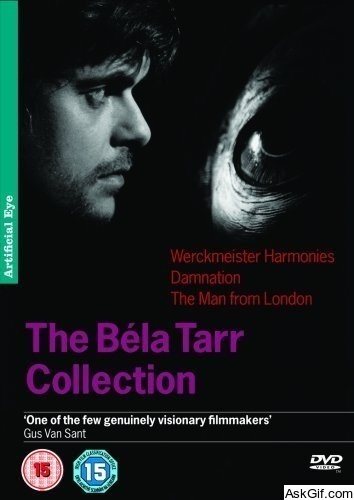 Artificial Eye
Werckmeister Harmonies
Damnation
The Man from London
The Béla Tarr
Collection
'One of the few genuinely visionary filmmakers'
Gus Van Sant
15
15
DVD
VIDEO
AskGif.com